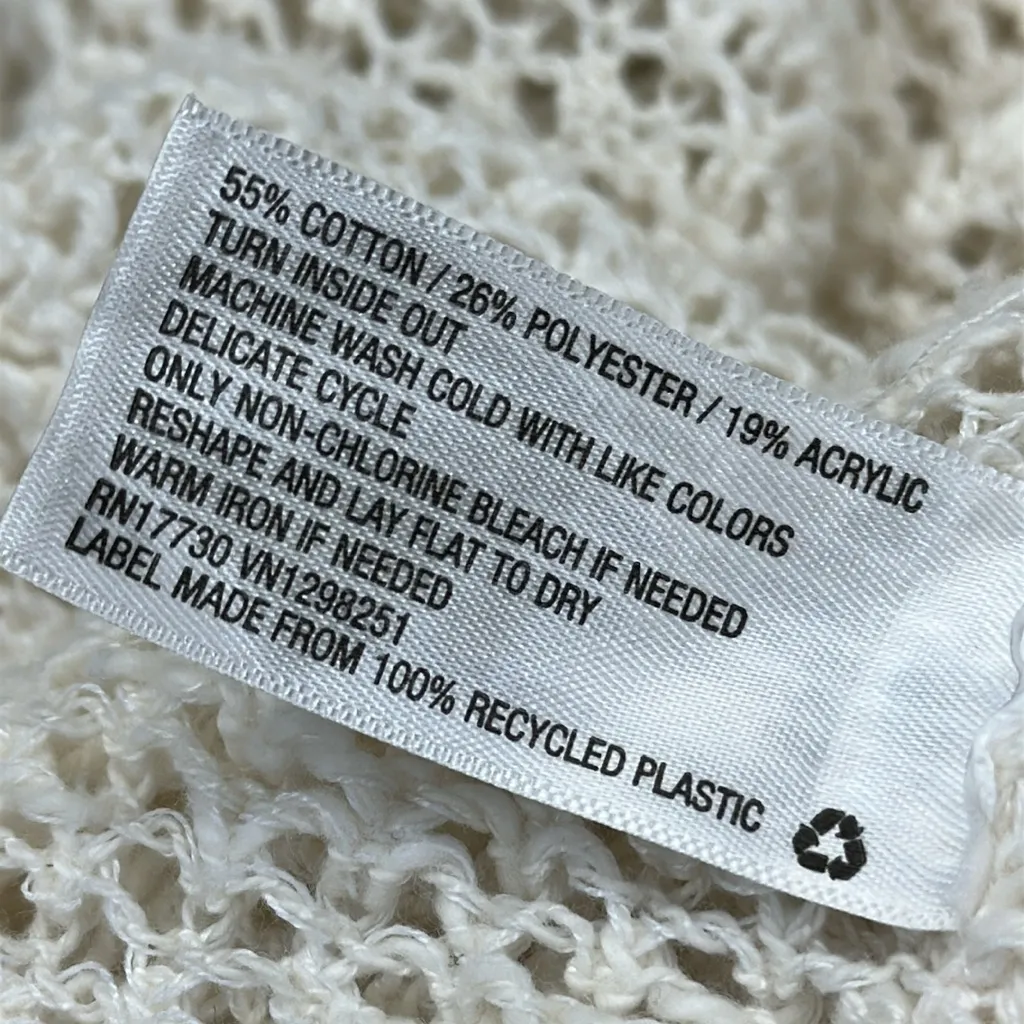 55% COTTON / 26% POLYESTER / 19% ACRYLIC
TURN INSIDE OUT
MACHINE WASH COLD WITH LIKE COLORS
DELICATE CYCLE
ONLY NON-CHLORINE BLEACH IF NEEDED
RESHAPE AND LAY FLAT TO DRY
WARM IRON IF NEEDED
RN17730 VN1298251
LABEL MADE FROM 100% RECYCLED PLASTIC